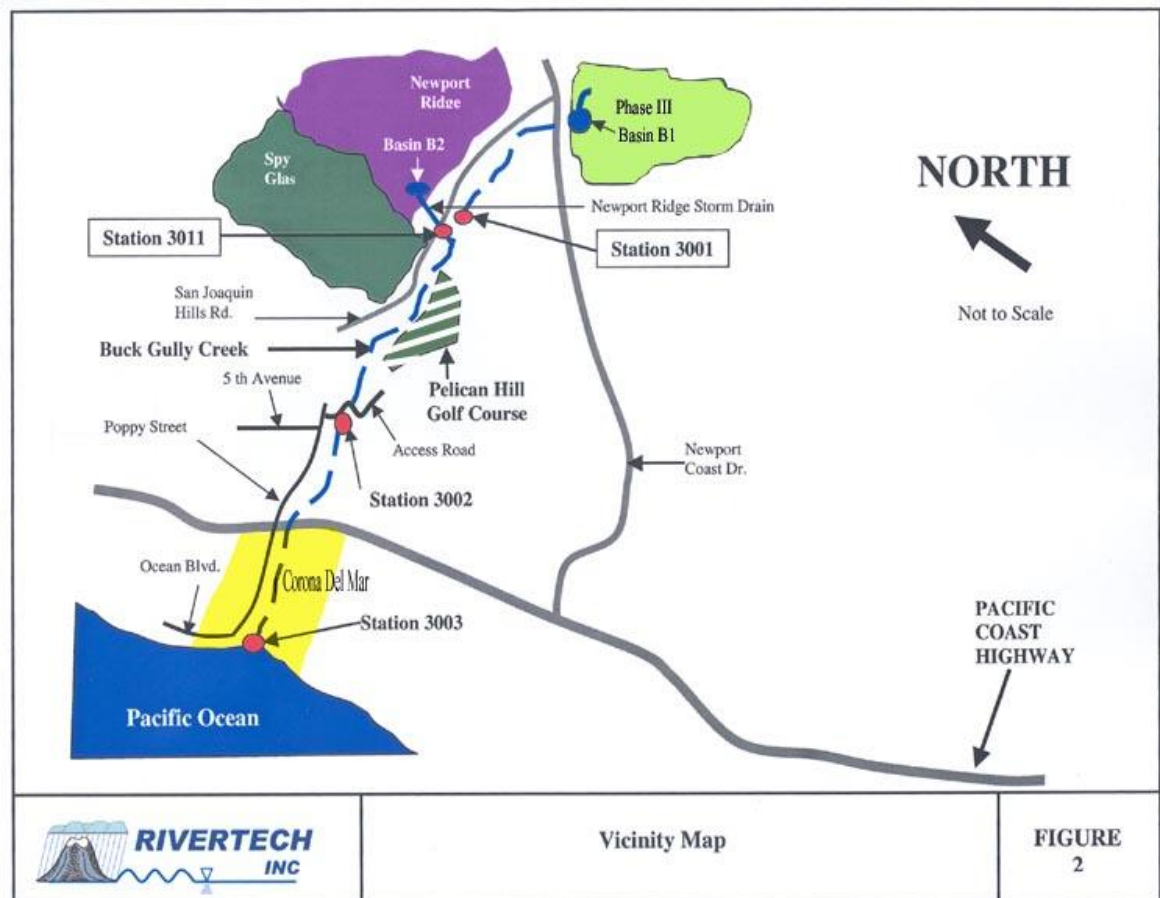 Newport
Ridge
Phase III
Basin B1
Basin B2
Spy
Glas
NORTH
Newport Ridge Storm Drain
Station 3011
Station 3001
San Joaquin
Hills Rd.
Not to Scale
Buck Gully Creek
5 th Avenue
Pelican Hill
Golf Course
Poppy Street
Access Road
Newport
Coast Dr.
Station 3002
Ocean Blvd.
Corona Del Mar
Station 3003
PACIFIC
COAST
HIGHWAY
Pacific Ocean
RIVERTECH
INC
Vicinity Map
FIGURE
2